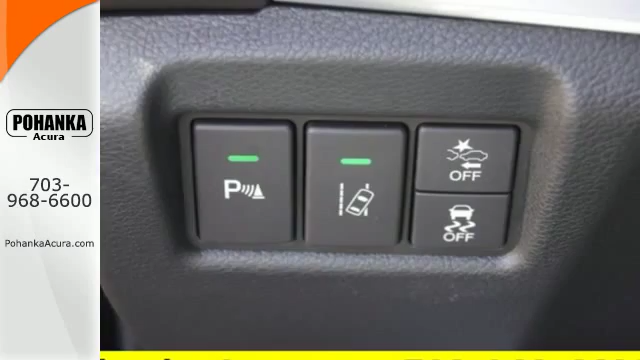 POHANKA
Acura
703-
968-6600
PohankaAcura.com
P
OFF
OFF